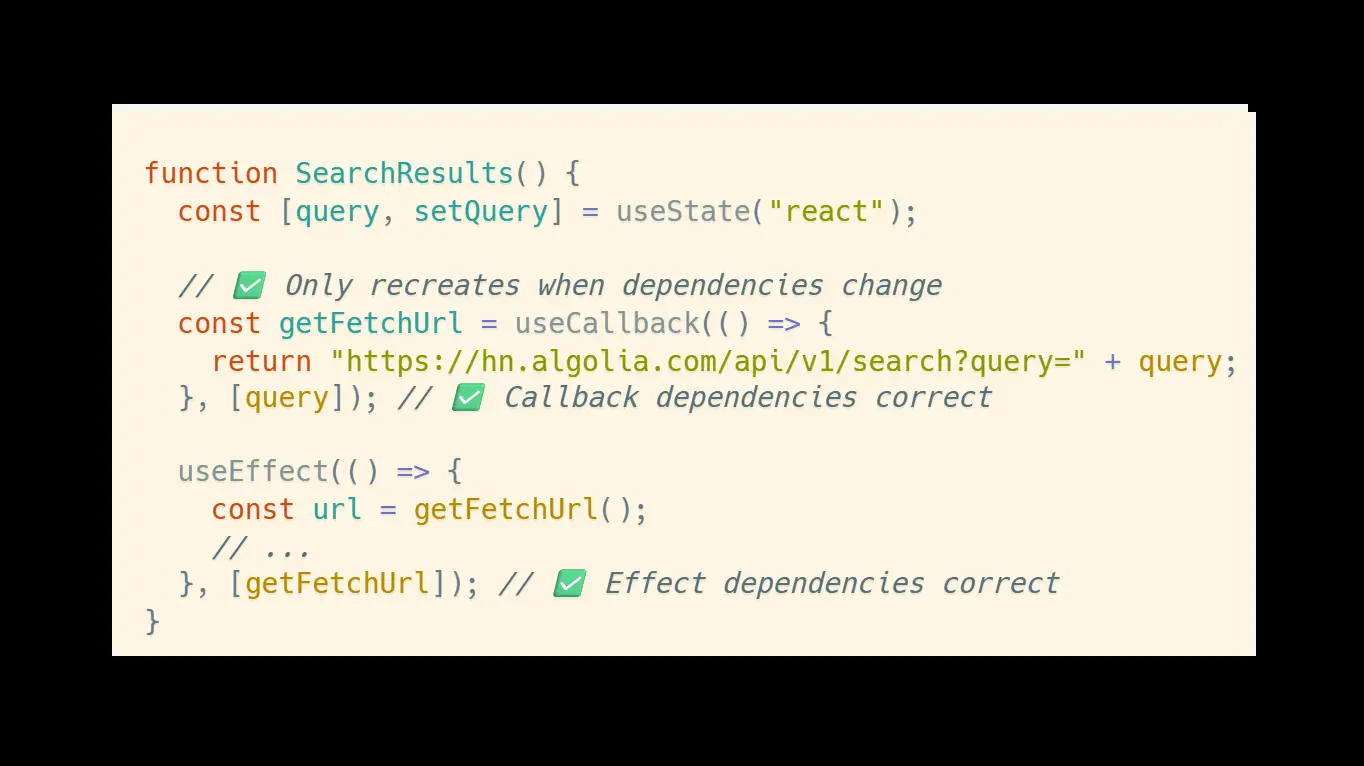 function SearchResults() {
  const [query, setQuery] = useState("react");
  // ✅ Only recreates when dependencies change
  const getFetchUrl = useCallback(() => {
    return "https://hn.algolia.com/api/v1/search?query=" + query;
  }, [query]); // ✅ Callback dependencies correct
  useEffect(() => {
    const url = getFetchUrl();
    // ...
  }, [getFetchUrl]); // ✅ Effect dependencies correct
}